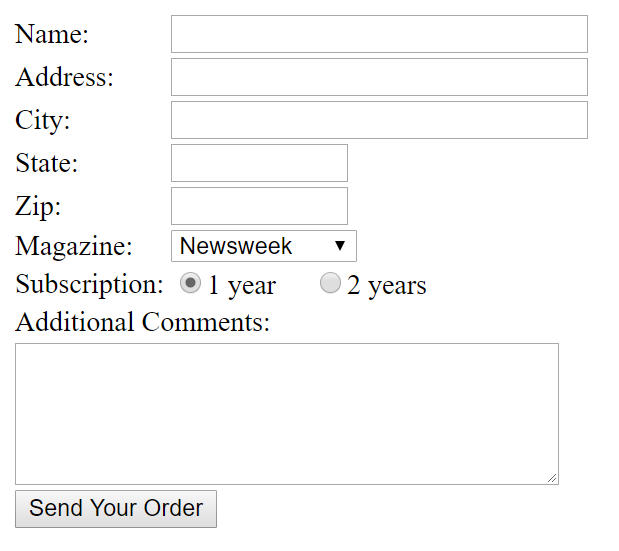 Name:
Address:
City:
State:
Zip:
Magazine: Newsweek
Subscription: 1 year 2 years
Additional Comments:
Send Your Order